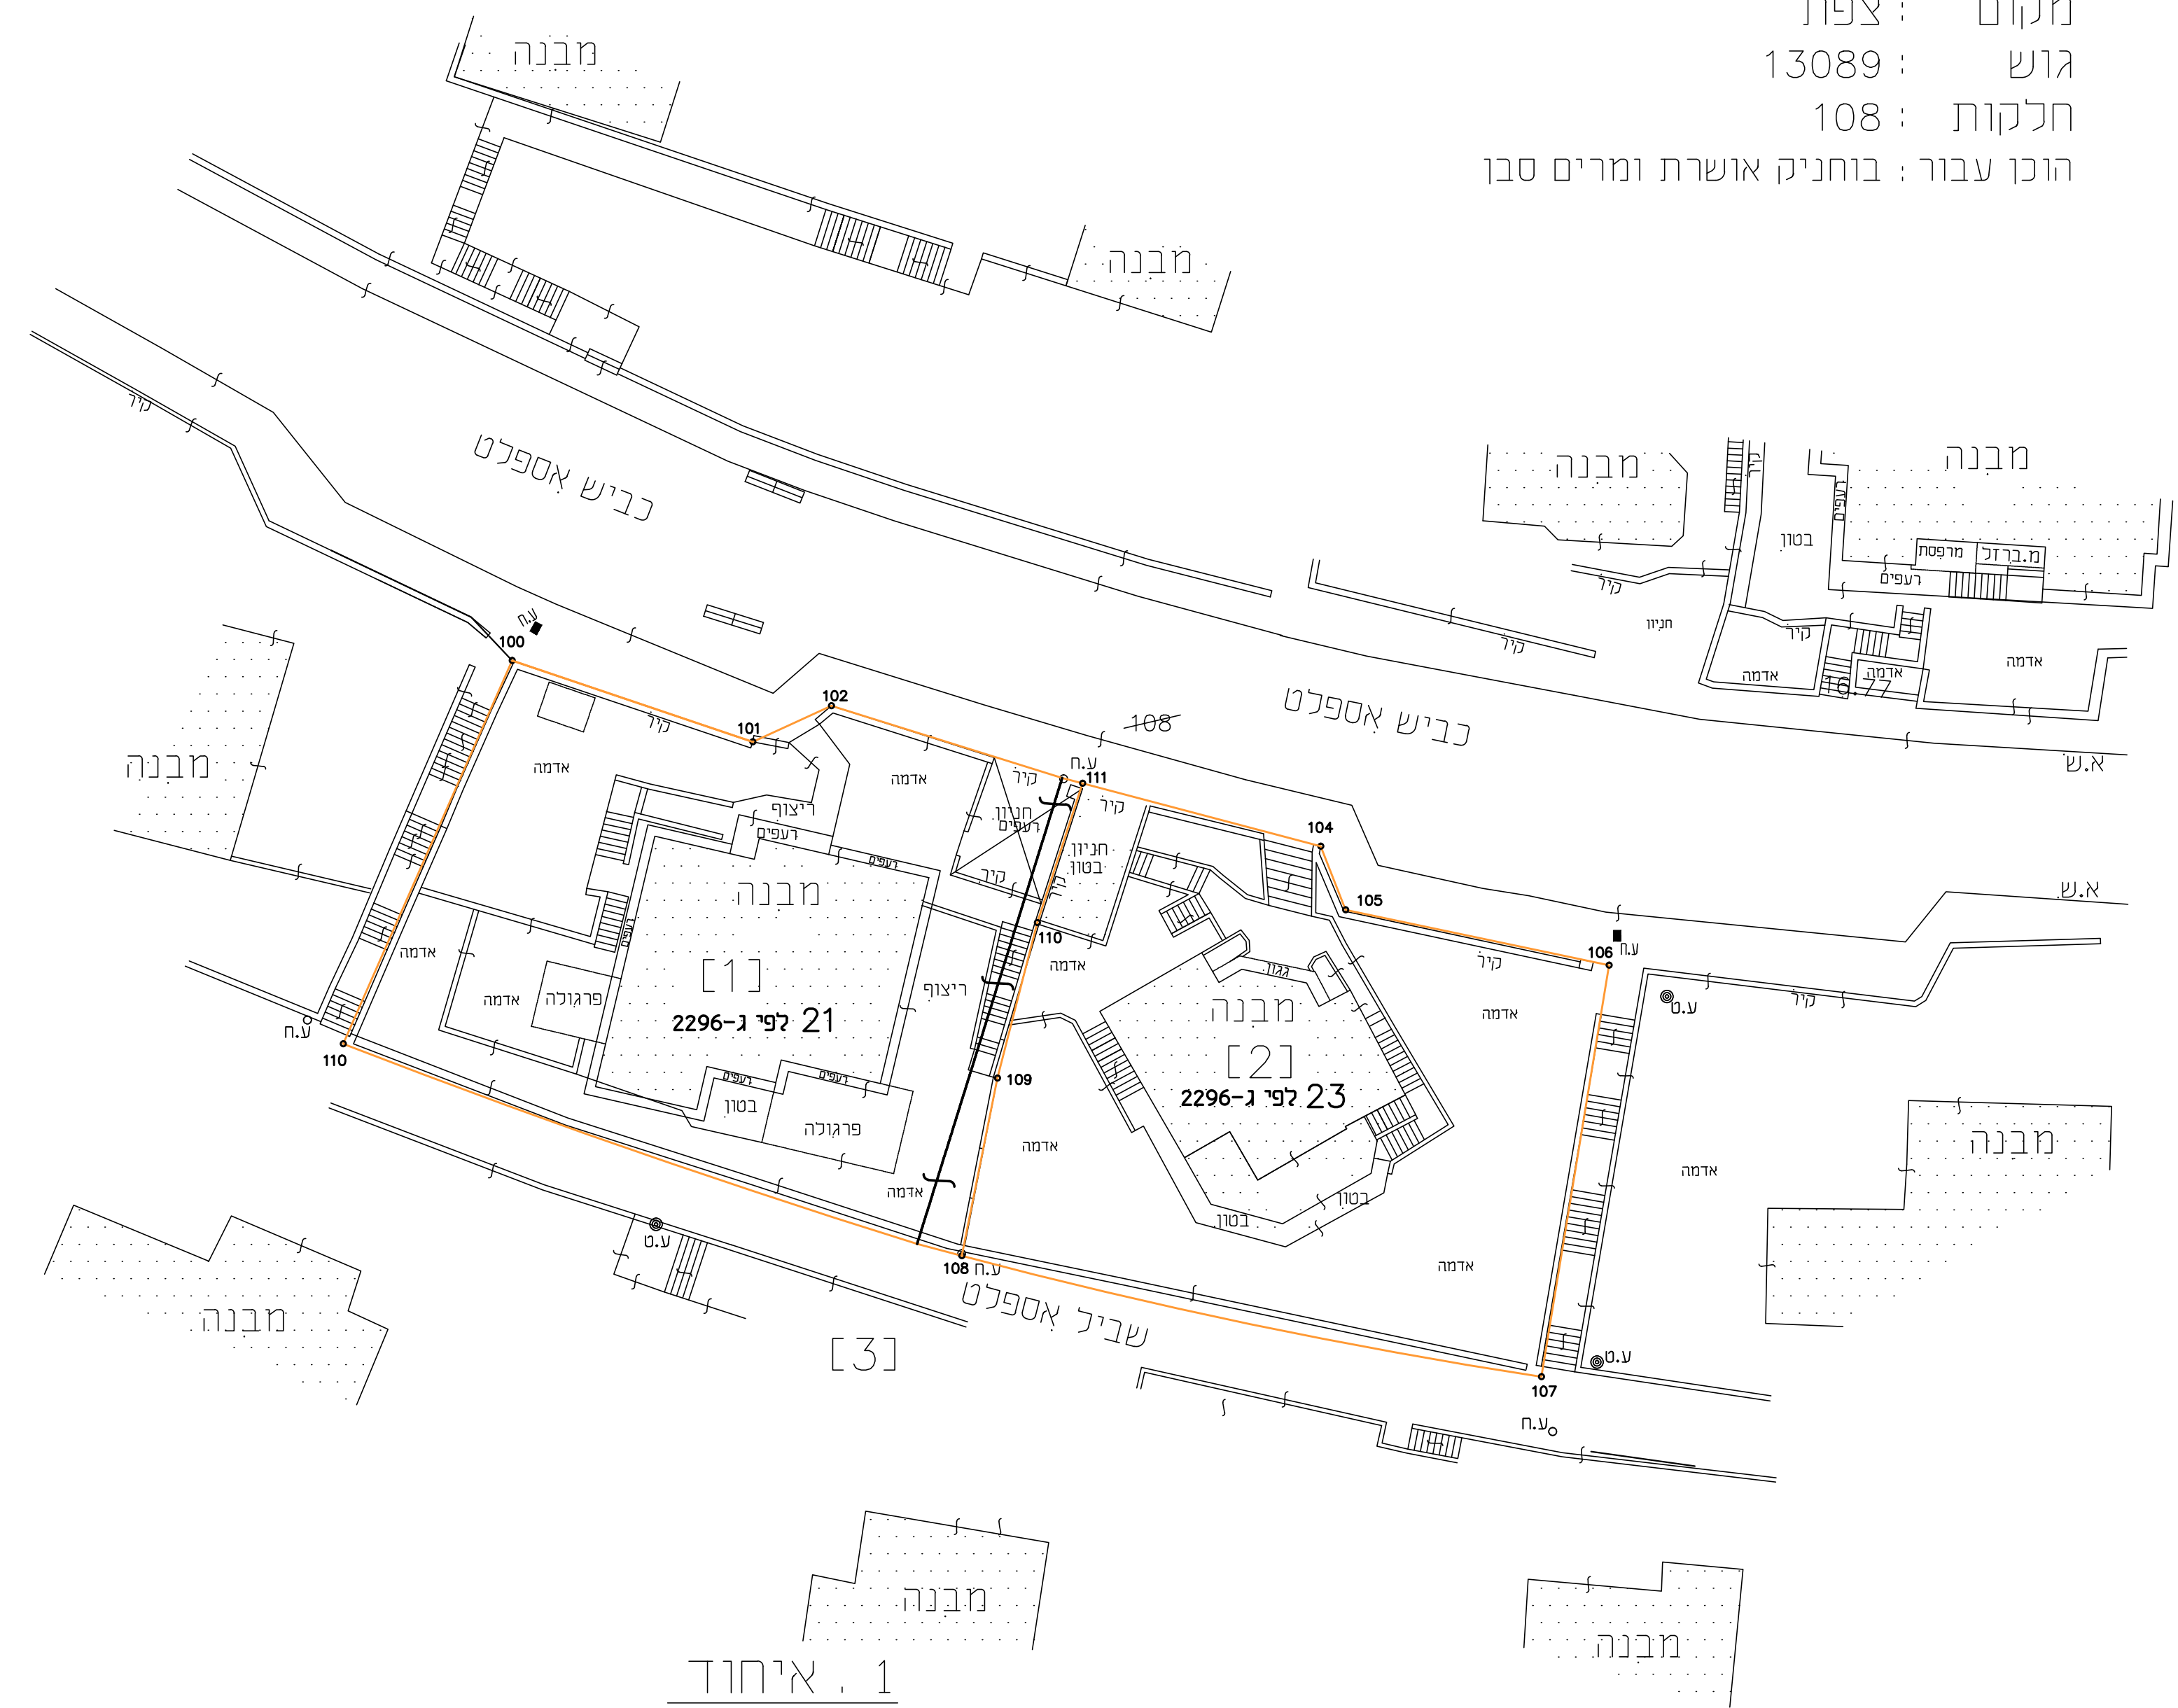 מקום : צפת
גוש : 13089
חלקות : 108
הוכן עבור : בוחניק אושרת ומרים סבן
מבנה
מבנה
קיר
כביש אספלט
מבנה
מבנה
רעפים
בטון
מרפסת
מ.ברזל
רעפים
קיר
חניון
קיר
קיר
אדמה
אדמה
אדמה
16.77
ע.ח
100
101
102
קיר
כביש אספלט
108
א.ש
מבנה
אדמה
אדמה
ע.ח
111
קיר
קיר
חניון
רעפים
ריצוף
רעפים
רעפים
104
חניון
בטון
קיר
קיר
מבנה
105
א.ש.
רעפים
[1]
21 לפי ג-2296
אדמה
אדמה
פרגולה
ריצוף
110
אדמה
גגון
קיר
106
ע.ח
ע.ט
קיר
אדמה
מבנה
[2]
23 לפי ג-2296
ע.ח
110
109
רעפים
רעפים
בטון
פרגולה
אדמה
אדמה
אדמה
מבנה
בטון
בטון
אדמה
ע.ט
108
ע.ח
שביל אספלט
מבנה
[3]
ע.ט
107
ע.ח
מבנה
מבנה
1 . איחוד